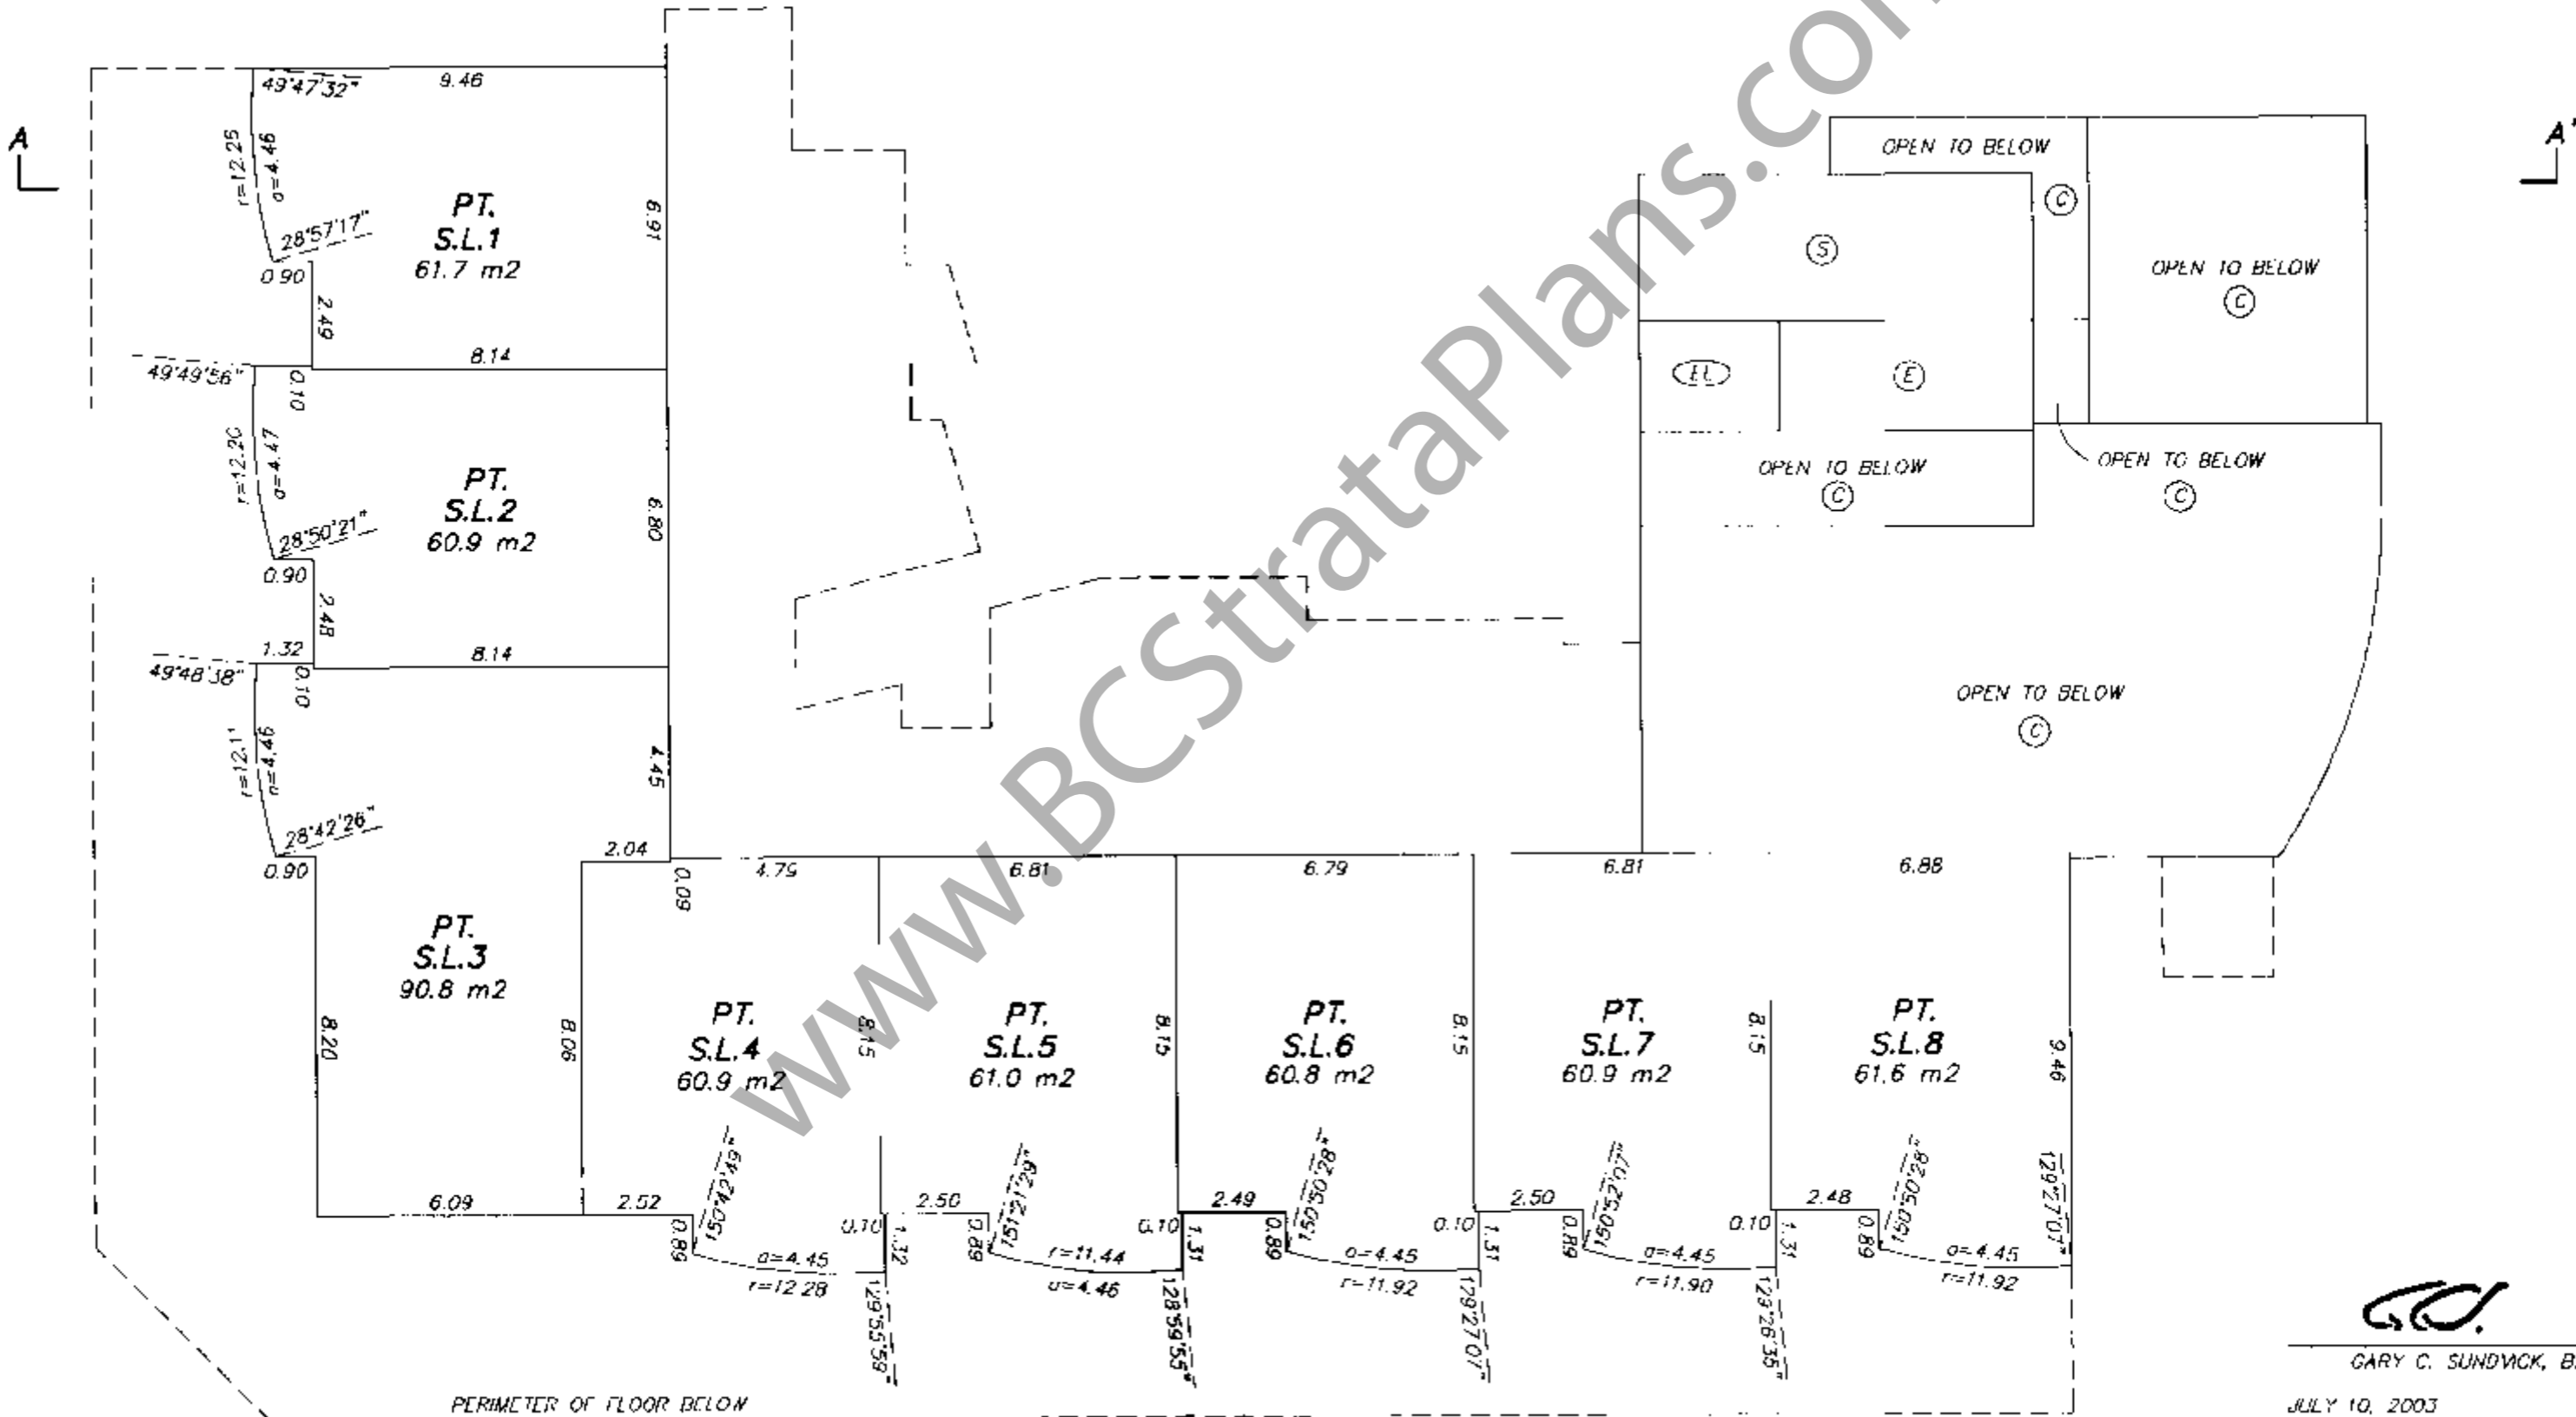 A
A'
49°47'32"
9.46
r=12.25
a=4.46
PT.
S.L.1
61.7 m2
6.91
28°57'17"
0.90
2.49
8.14
49°49'56"
0.10
r=12.20
a=4.47
PT.
S.L.2
60.9 m2
6.80
28°50'21"
0.90
2.48
1.32
8.14
49°48'38"
0.10
a=4.46
4.45
28°42'26"
0.90
2.04
0.09
PT.
S.L.3
90.8 m2
8.20
8.06
6.09
4.79
6.81
6.79
6.81
6.88
PT.
S.L.4
60.9 m2
8.15
PT.
S.L.5
61.0 m2
8.15
PT.
S.L.6
60.8 m2
8.15
PT.
S.L.7
60.9 m2
8.15
PT.
S.L.8
61.6 m2
9.46
2.52
0.89
150°42'49"
a=4.45
r=12.28
0.10
1.32
129°55'59"
2.50
0.89
151°21'29"
r=11.44
a=4.46
0.10
1.31
128°59'55"
2.49
0.89
150°50'28"
a=4.45
r=11.92
0.10
1.31
129°27'07"
2.50
0.89
150°52'07"
a=4.45
r=11.90
0.10
1.31
129°26'35"
2.48
0.89
150°50'28"
a=4.45
r=11.92
129°27'07"
OPEN TO BELOW
C
S
OPEN TO BELOW
C
EL
E
OPEN TO BELOW
C
OPEN TO BELOW
C
OPEN TO BELOW
C
www.BCStrataPlans.com
PERIMETER OF FLOOR BELOW
GARY C. SUNDVICK, B.
JULY 10, 2003